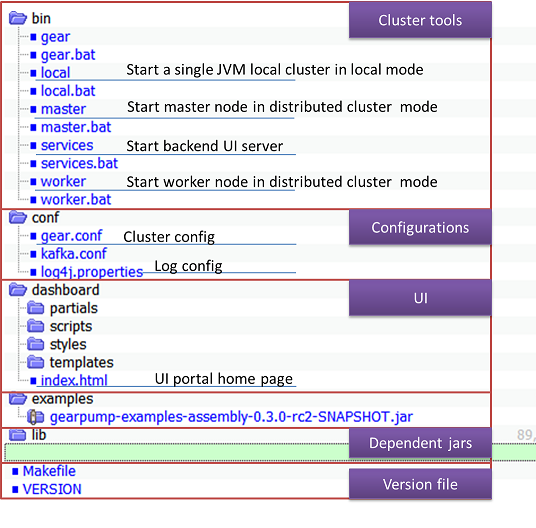 bin
Cluster tools
gear
gear.bat
local
Start a single JVM local cluster in local mode
local.bat
master
Start master node in distributed cluster mode
master.bat
services
Start backend UI server
services.bat
worker
Start worker node in distributed cluster mode
worker.bat
conf
Configurations
gear.conf
Cluster config
kafka.conf
log4j.properties
Log config
dashboard
UI
partials
scripts
styles
templates
index.html
UI portal home page
examples
gearpump-examples-assembly-0.3.0-rc2-SNAPSHOT.jar
lib
Dependent jars
89,
Makefile
VERSION
Version file